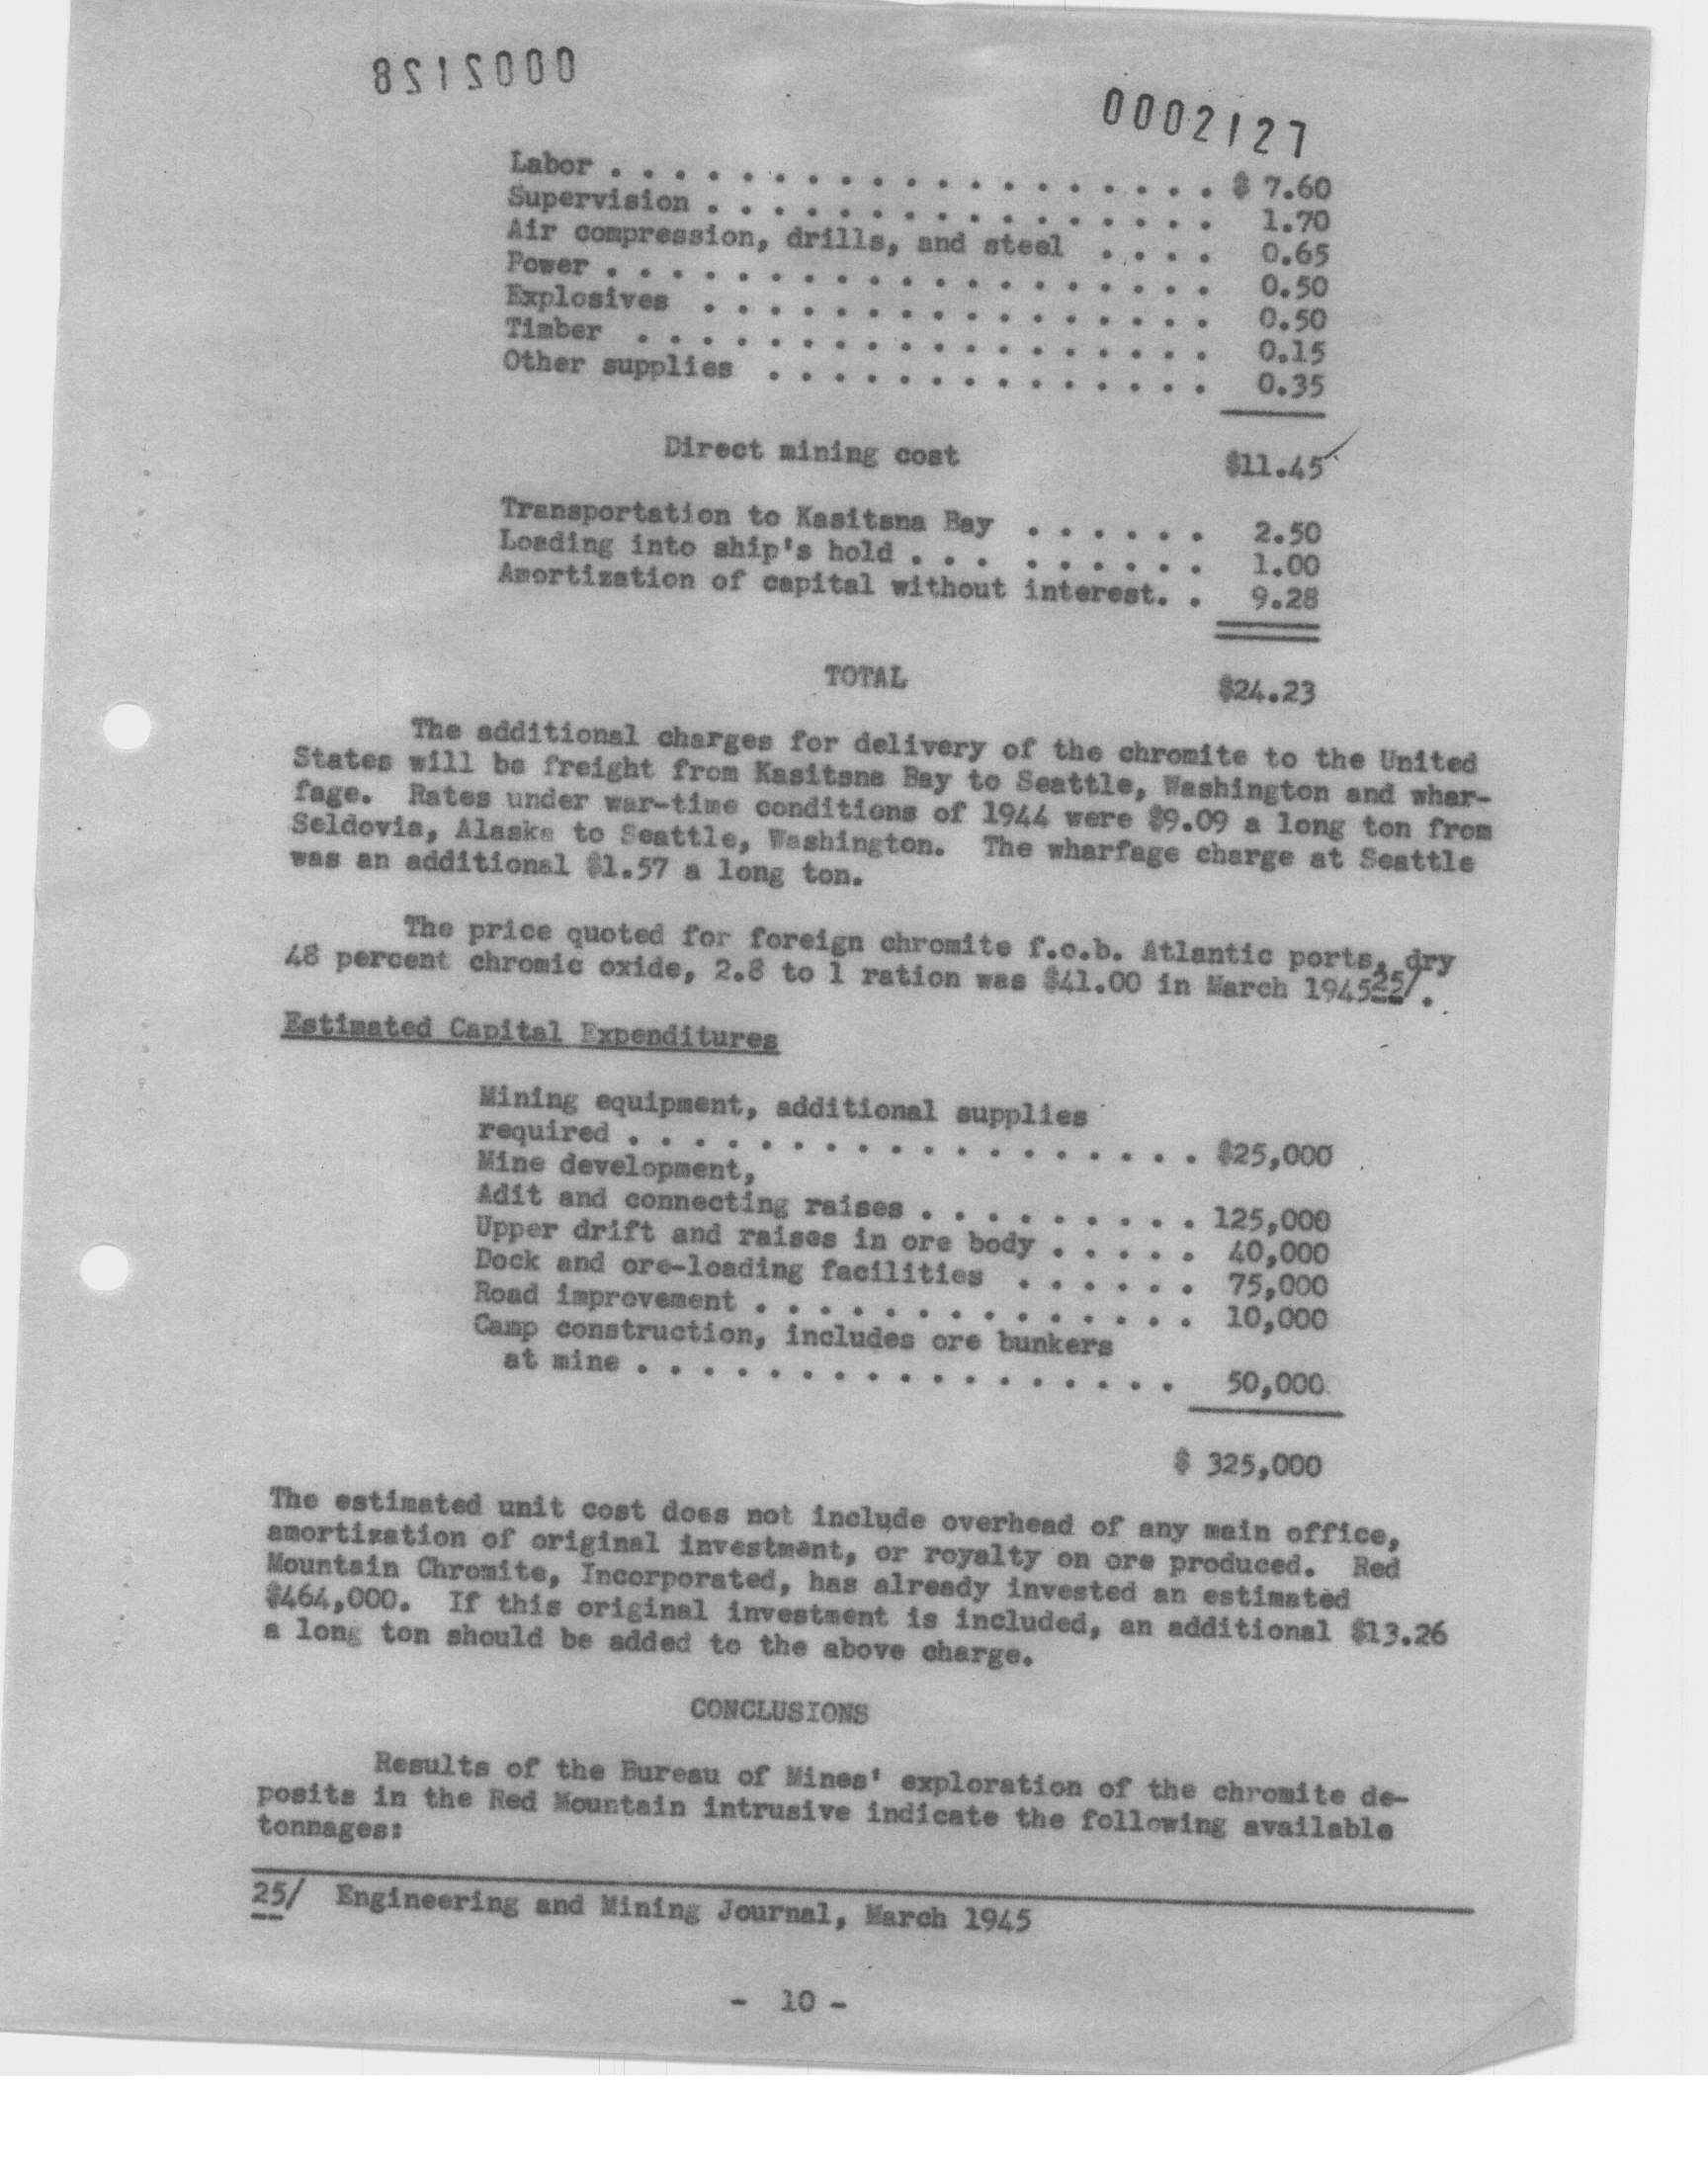 0002128
0002127
Labor . . . . . . . . . . . . . . . . . . . $ 7.60
Supervision . . . . . . . . . . . . . . . . 1.70
Air compression, drills, and steel . . . . 0.65
Power . . . . . . . . . . . . . . . . . . . 0.50
Explosives . . . . . . . . . . . . . . . . 0.50
Timber . . . . . . . . . . . . . . . . . . 0.15
Other supplies . . . . . . . . . . . . . . 0.35
Direct mining cost $11.45
Transportation to Kasitsna Bay . . . . . . 2.50
Loading into ship's hold . . . . . . . . . 1.00
Amortization of capital without interest. . 9.28
TOTAL $24.23
The additional charges for delivery of the chromite to the United
States will be freight from Kasitsna Bay to Seattle, Washington and whar-
fage. Rates under war-time conditions of 1944 were $9.09 a long ton from
Seldovia, Alaska to Seattle, Washington. The wharfage charge at Seattle
was an additional $1.57 a long ton.
The price quoted for foreign chromite f.o.b. Atlantic ports, dry
48 percent chromic oxide, 2.8 to 1 ration was $41.00 in March 1945 25/.
Estimated Capital Expenditures
Mining equipment, additional supplies
required . . . . . . . . . . . . . . . . . . $25,000
Mine development,
Adit and connecting raises . . . . . . . . . 125,000
Upper drift and raises in ore body . . . . . 40,000
Dock and ore-loading facilities . . . . . . 75,000
Road improvement . . . . . . . . . . . . . . 10,000
Camp construction, includes ore bunkers
at mine . . . . . . . . . . . . . . . . . 50,000
$ 325,000
The estimated unit cost does not include overhead of any main office,
amortization of original investment, or royalty on ore produced. Red
Mountain Chromite, Incorporated, has already invested an estimated
$464,000. If this original investment is included, an additional $13.26
a long ton should be added to the above charge.
CONCLUSIONS
Results of the Bureau of Mines' exploration of the chromite de-
posits in the Red Mountain intrusive indicate the following available
tonnages:
25/ Engineering and Mining Journal, March 1945
- 10 -